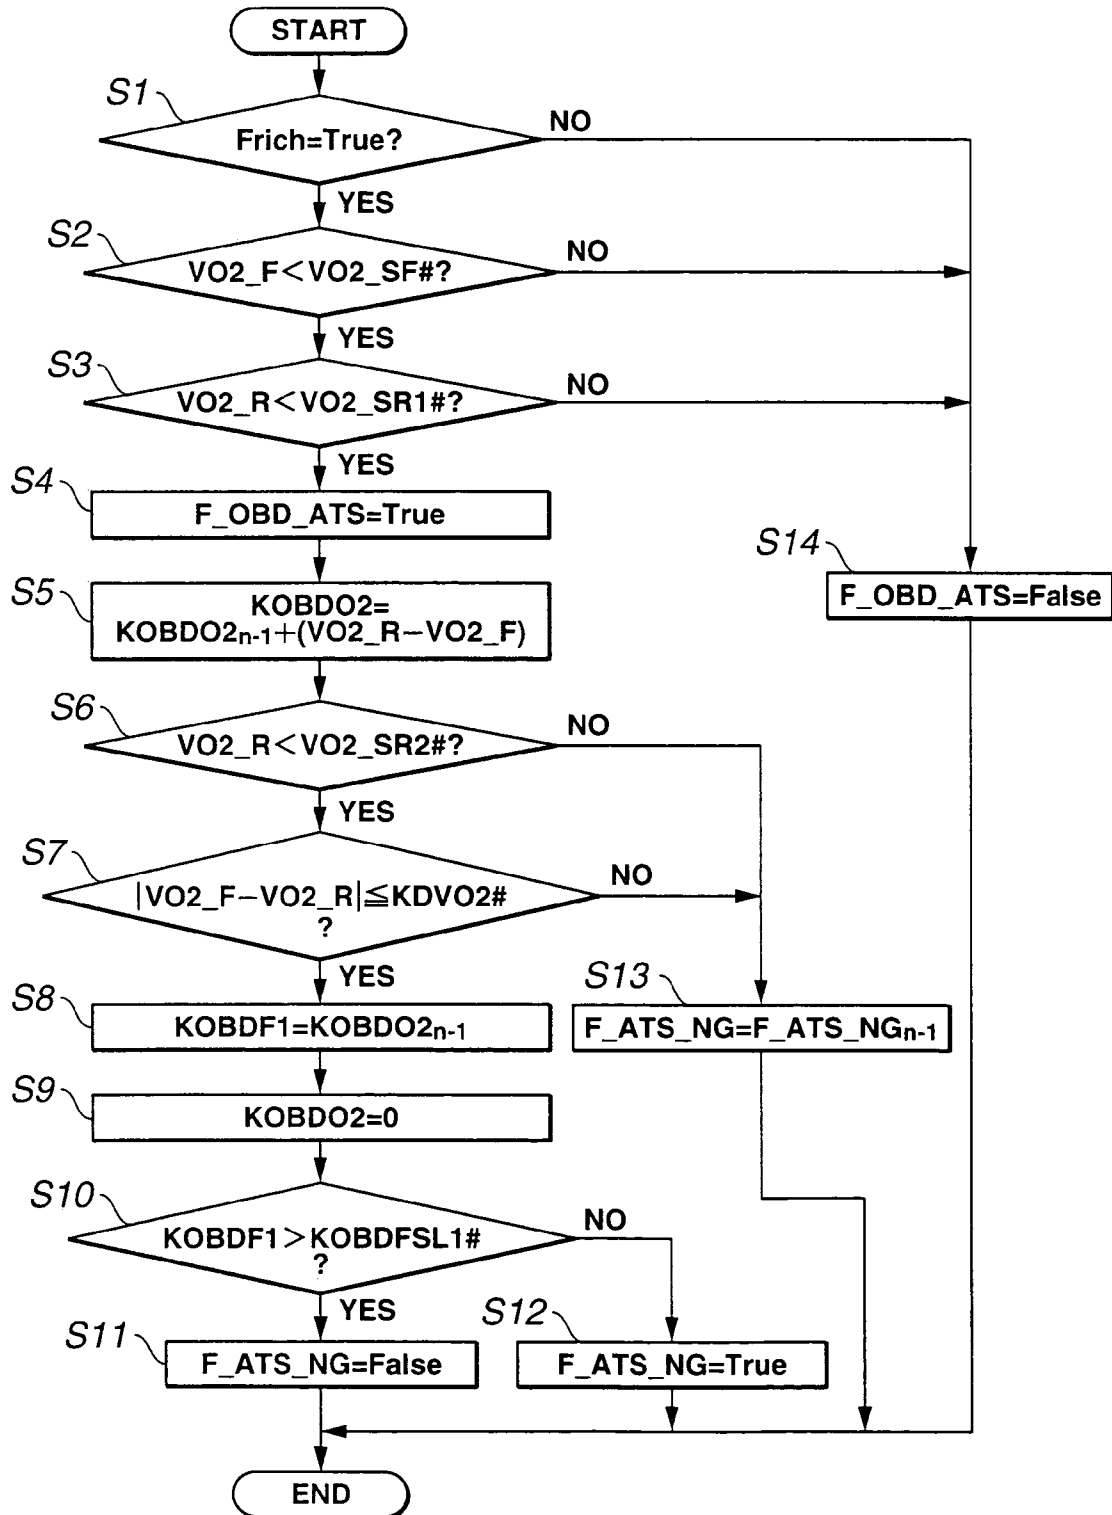 START
S1
Frich=True?
NO
YES
S2
VO2_F<VO2_SF#?
NO
YES
S3
VO2_R<VO2_SR1#?
NO
YES
S4
F_OBD_ATS=True
S14
F_OBD_ATS=False
S5
KOBDO2=
KOBDO2n-1+(VO2_R-VO2_F)
S6
VO2_R<VO2_SR2#?
NO
YES
S7
|VO2_F-VO2_R|≦KDVO2#
?
NO
YES
S8
KOBDF1=KOBDO2n-1
S13
F_ATS_NG=F_ATS_NGn-1
S9
KOBDO2=0
S10
KOBDF1>KOBDFSL1#
?
NO
YES
S11
F_ATS_NG=False
S12
F_ATS_NG=True
END